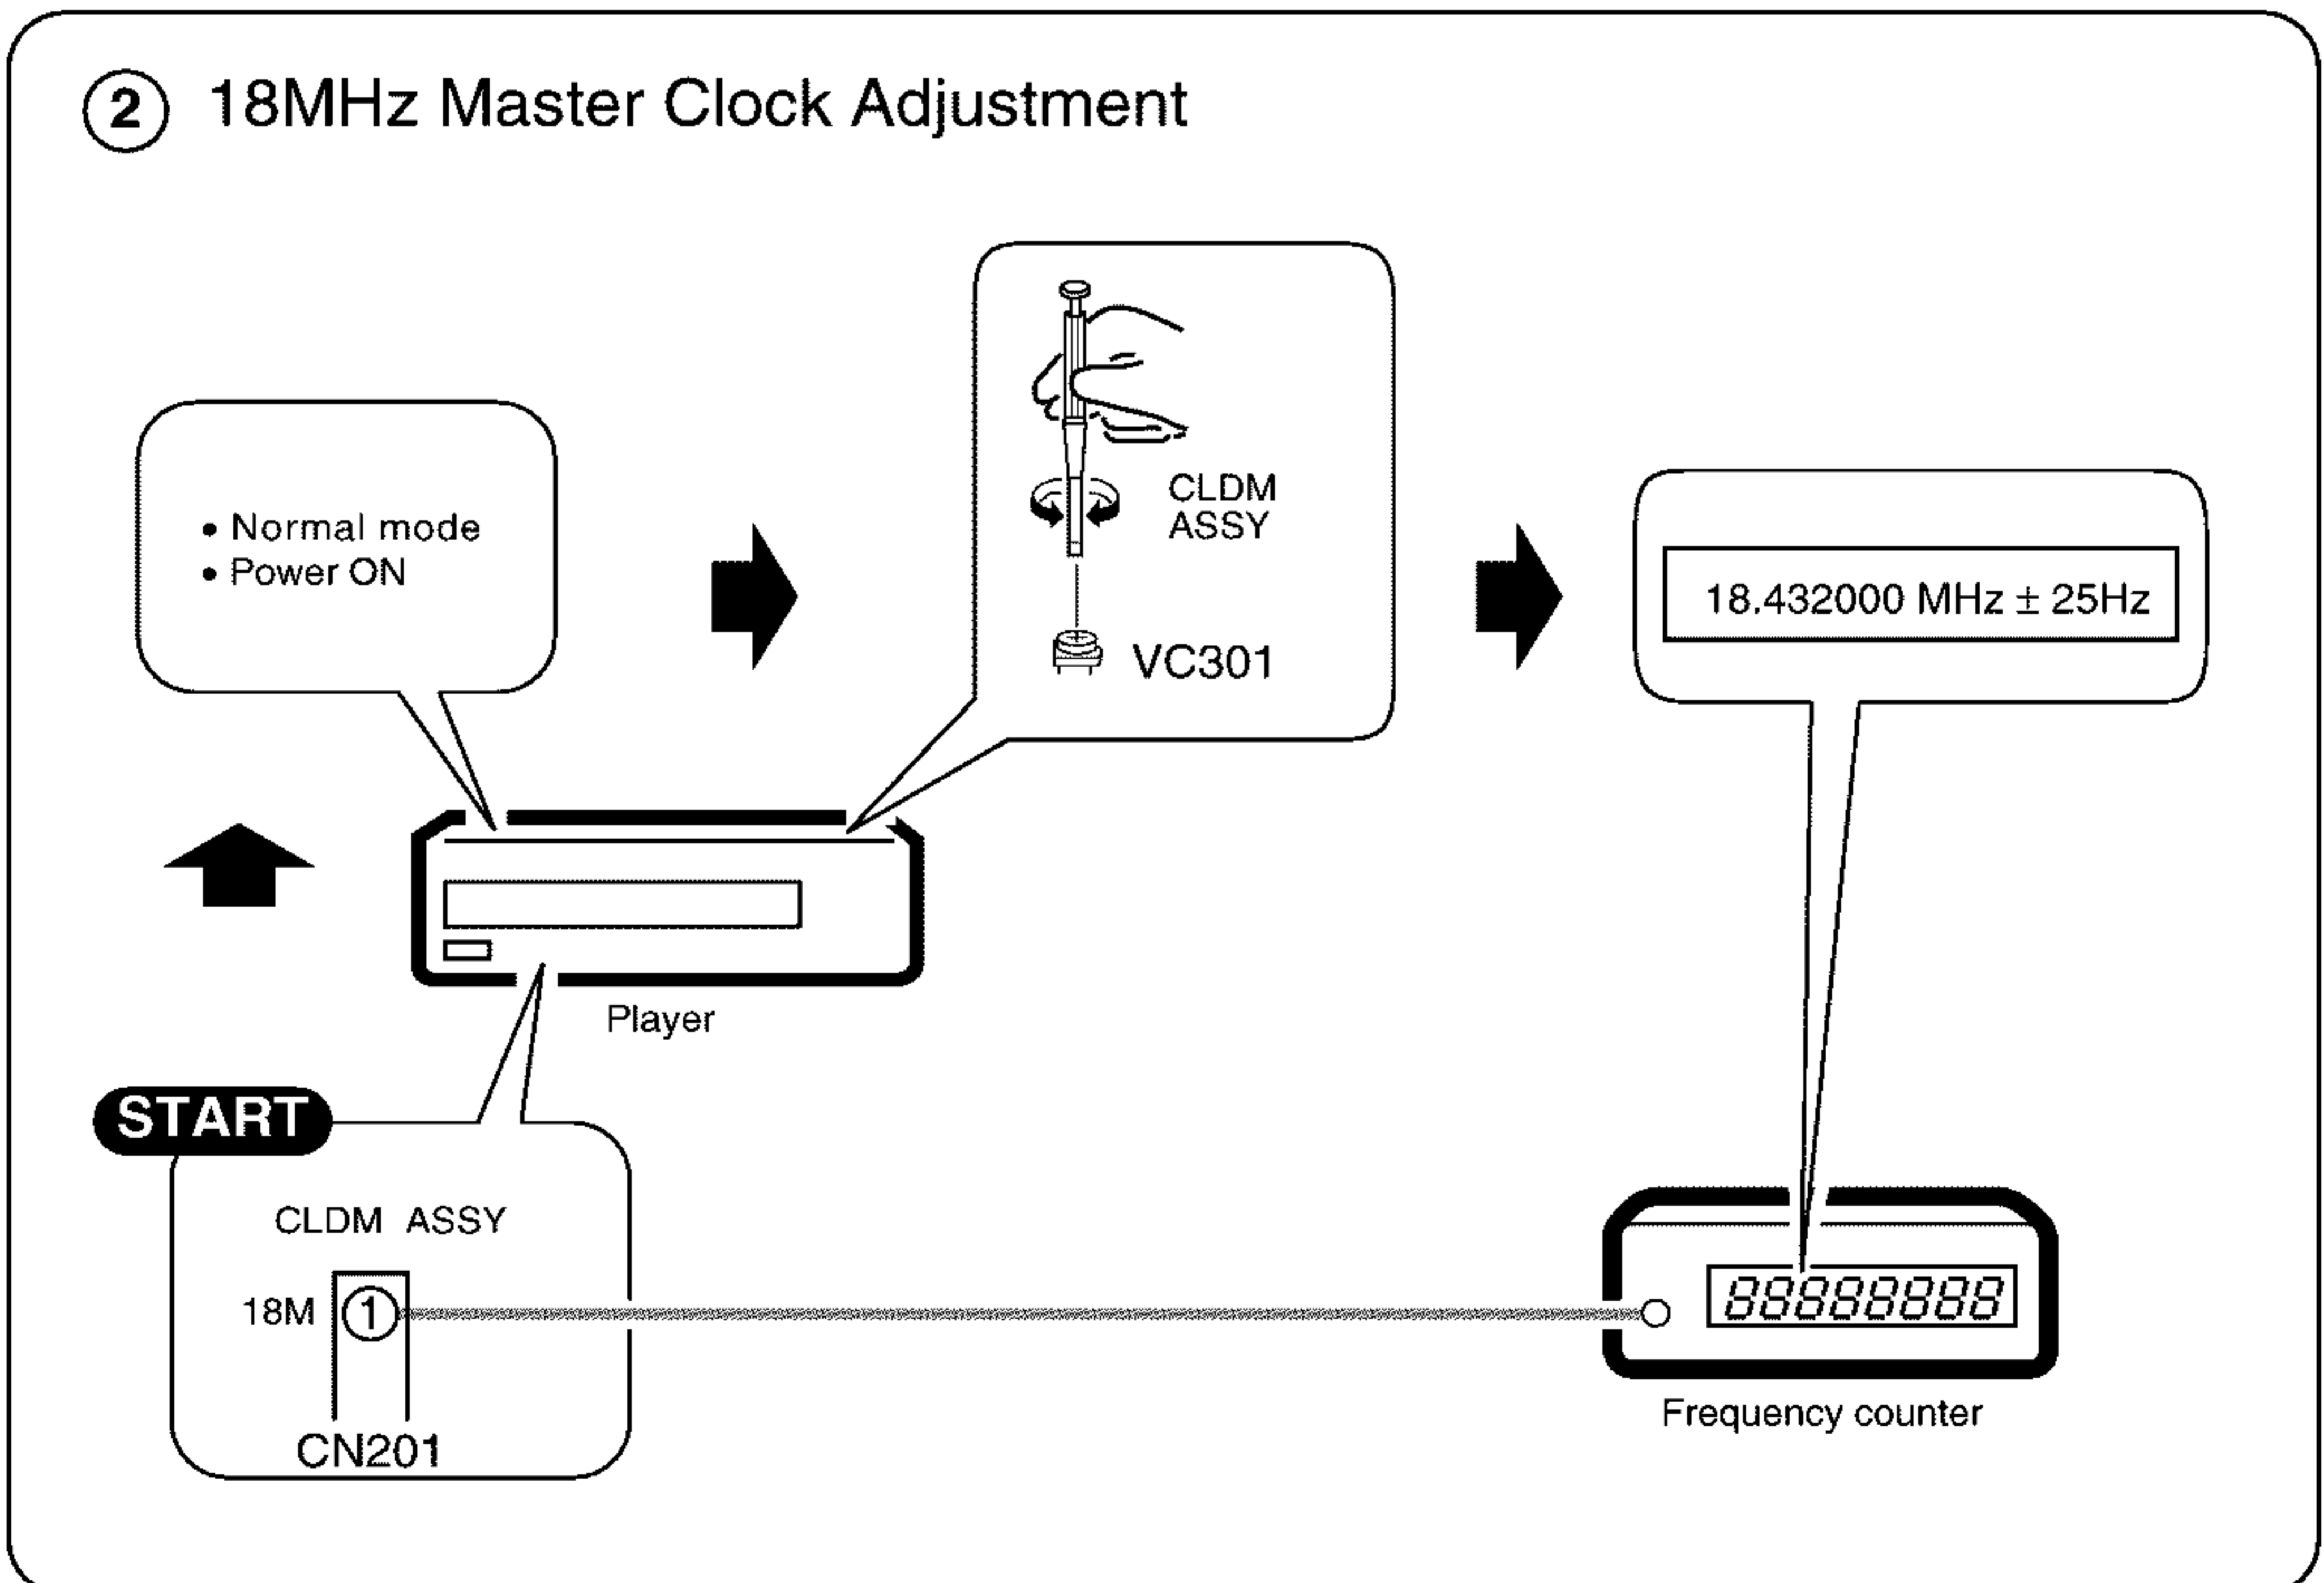 ② 18MHz Master Clock Adjustment
• Normal mode
• Power ON
CLDM
ASSY
VC301
18.432000 MHz ± 25Hz
Player
START
CLDM ASSY
18M ①
CN201
88888888
Frequency counter